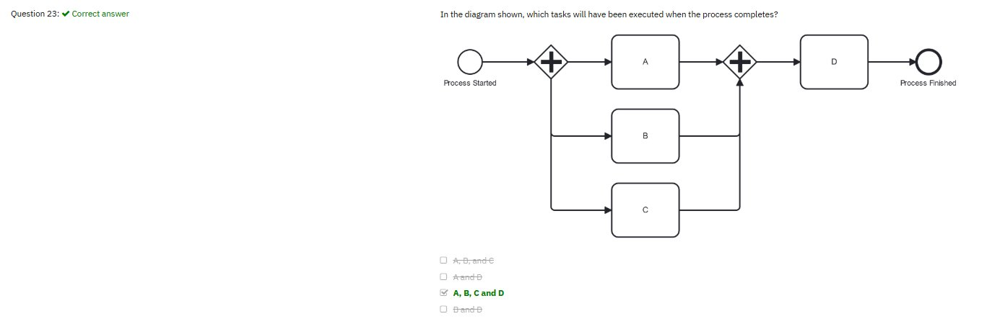 Question 23: ✔ Correct answer
In the diagram shown, which tasks will have been executed when the process completes?
A
D
Process Started
Process Finished
B
C
A, B, and C
A and D
A, B, C and D
B and D